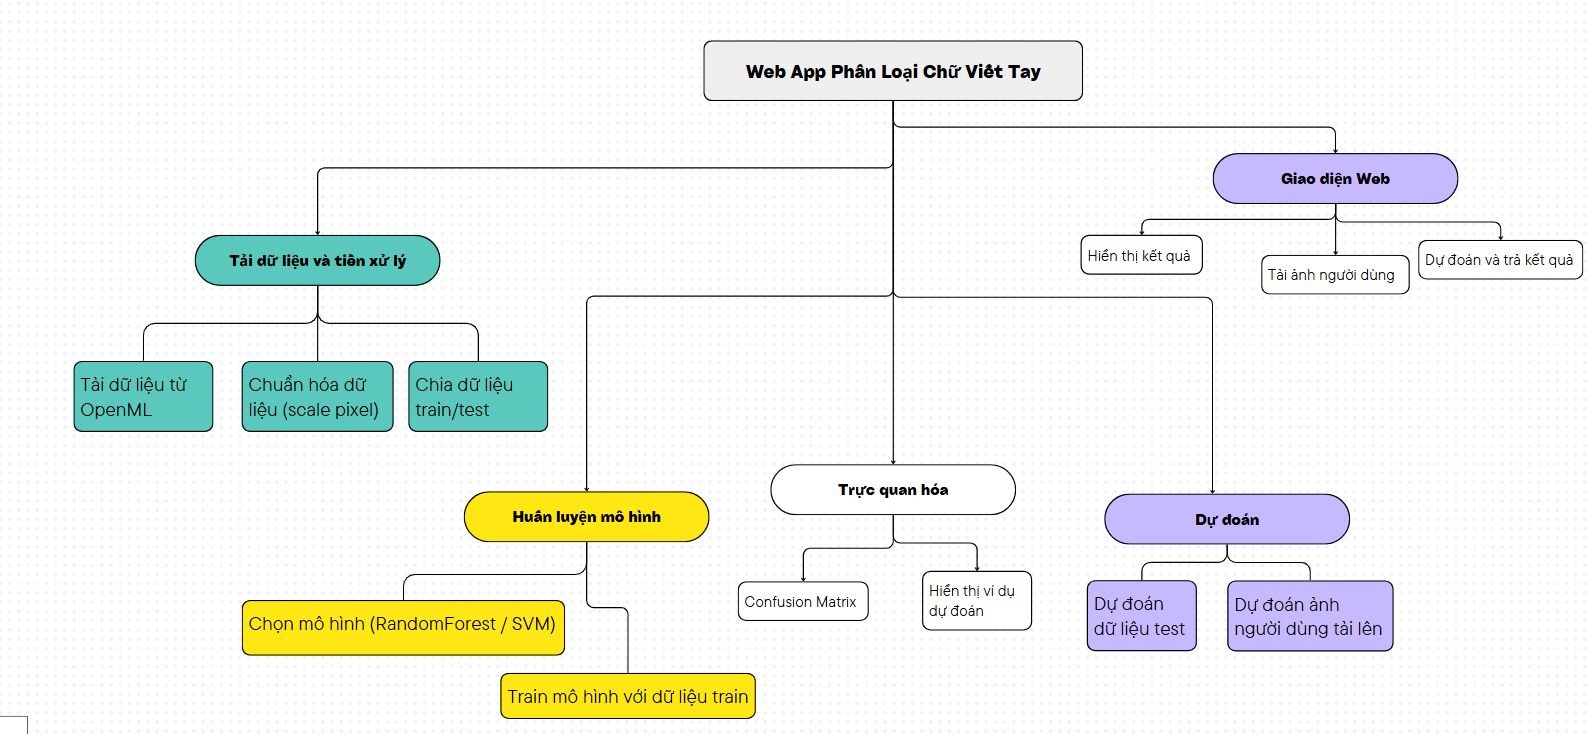 Web App Phân Loại Chữ Viết Tay
Giao diện Web
Hiển thị kết quả
Tải ảnh người dùng
Dự đoán và trả kết quả
Tải dữ liệu và tiền xử lý
Tải dữ liệu từ
OpenML
Chuẩn hóa dữ
liệu (scale pixel)
Chia dữ liệu
train/test
Huấn luyện mô hình
Chọn mô hình (RandomForest / SVM)
Train mô hình với dữ liệu train
Trực quan hóa
Confusion Matrix
Hiển thị ví dụ
dự đoán
Dự đoán
Dự đoán
dữ liệu test
Dự đoán ảnh
người dùng tải lên